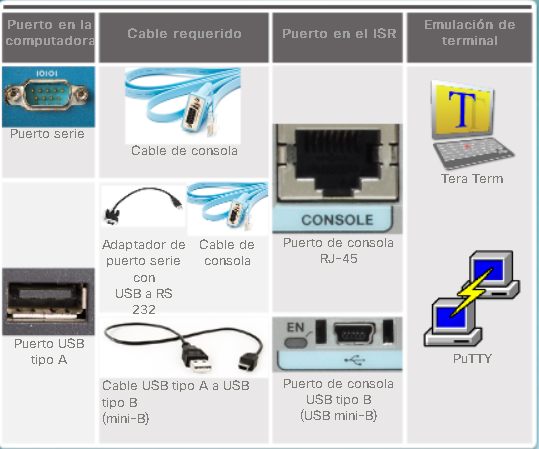 Puerto en la
computadora
Cable requerido
Puerto en el ISR
Emulación de
terminal
IOIOI
Puerto serie
Cable de consola
CONSOLE
Puerto de consola
RJ-45
T
Tera Term
Adaptador de
puerto serie
con
USB a RS
232
Cable de
consola
Puerto USB
tipo A
Cable USB tipo A a USB
tipo B
(mini-B)
EN
Puerto de consola
USB tipo B
(USB mini-B)
PuTTY